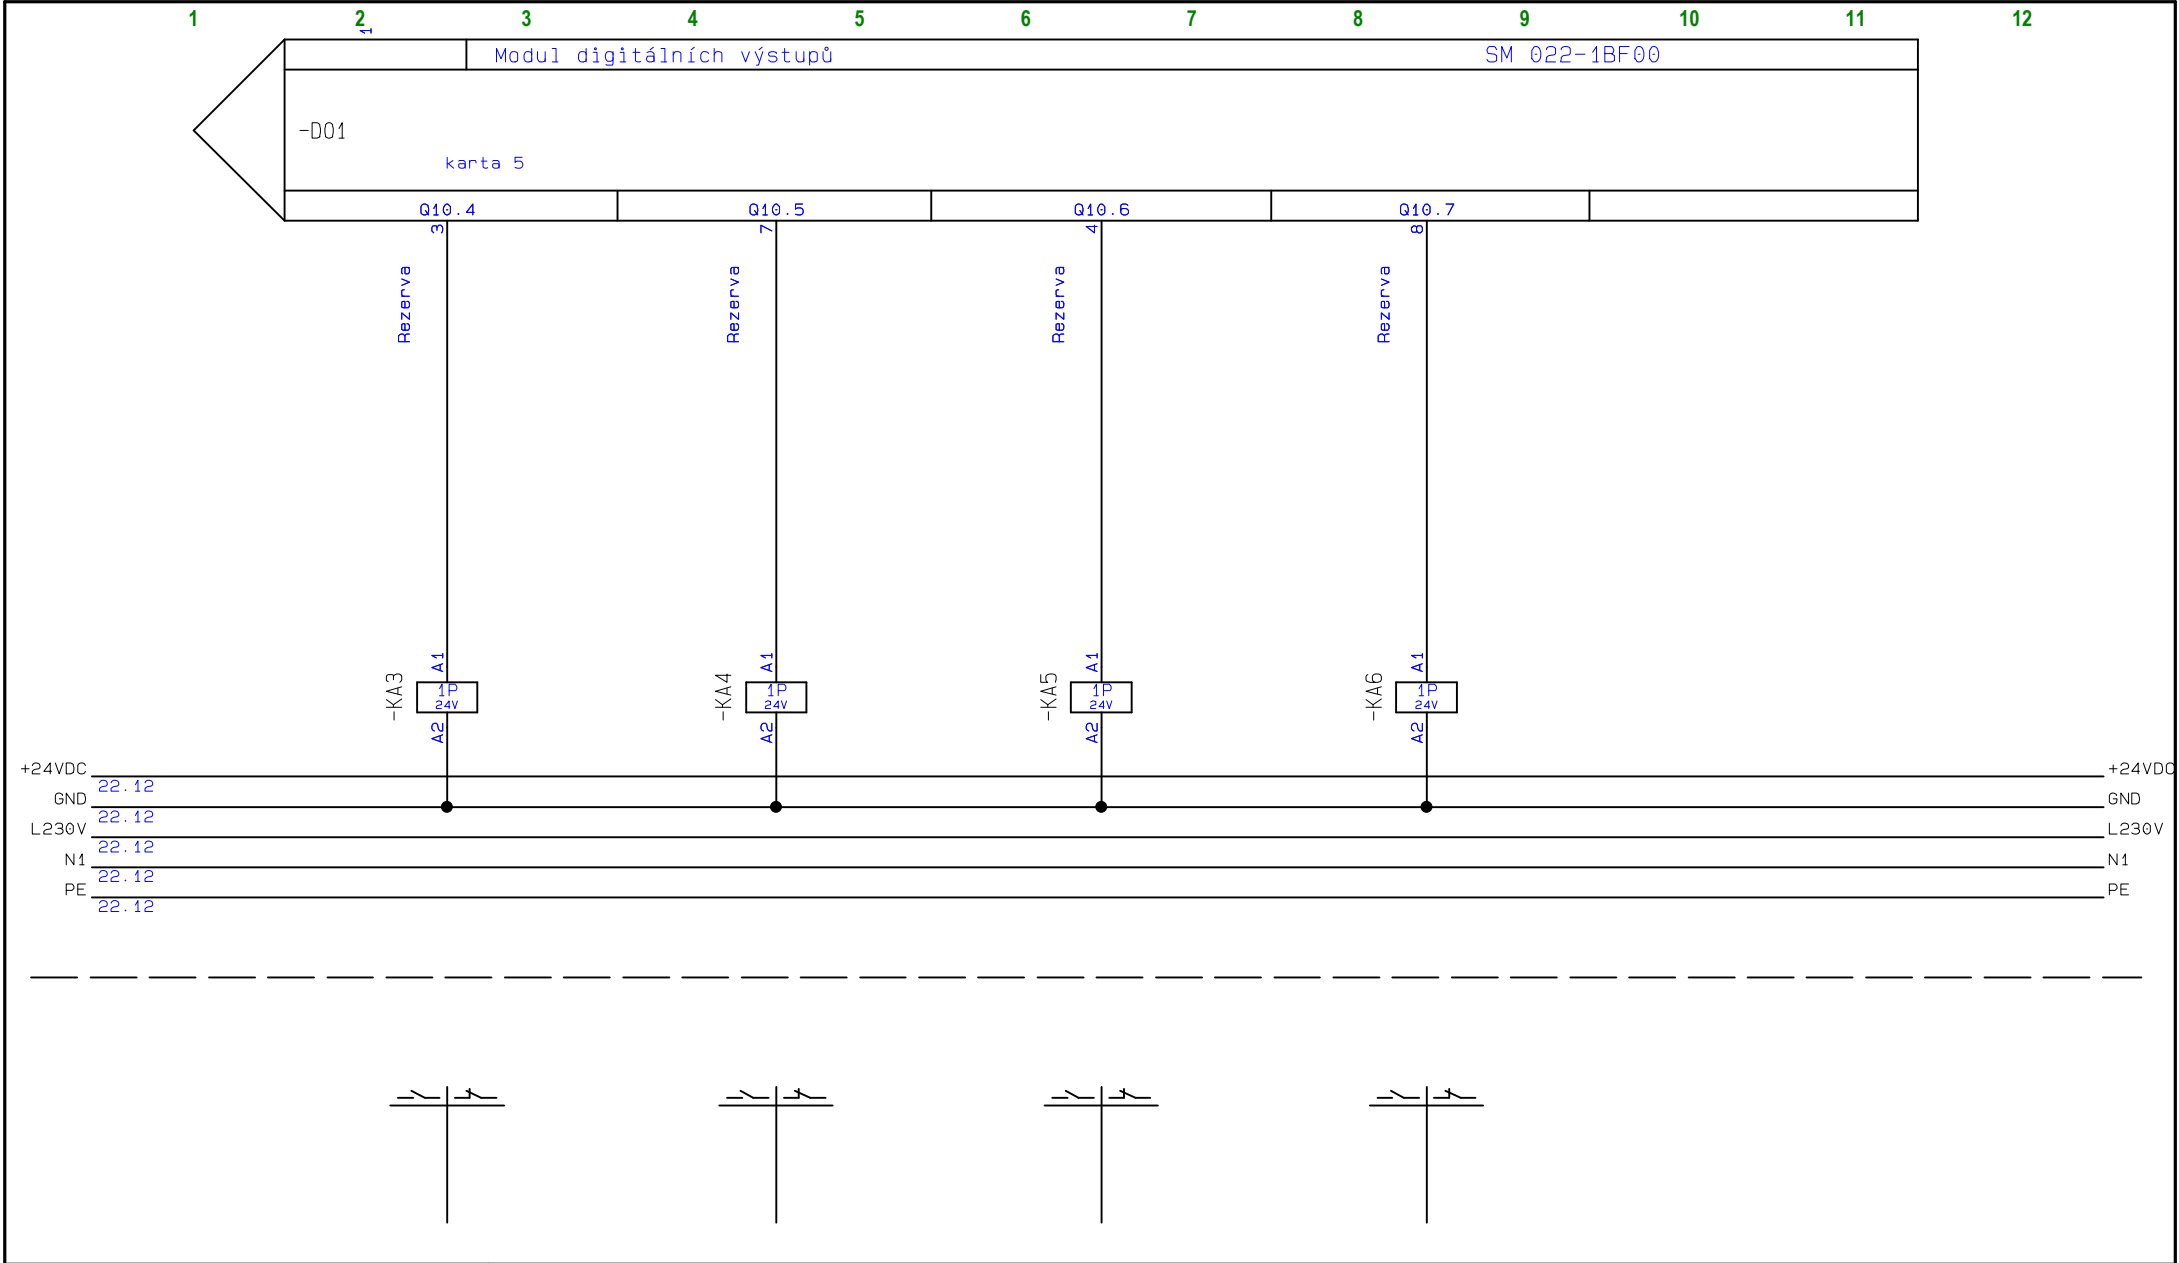 1 2 3 4 5 6 7 8 9 10 11 12
1
Modul digitálních výstupů SM 022-1BF00
-DO1
karta 5
Q10.4 Q10.5 Q10.6 Q10.7
3 7 4 8
Rezerva Rezerva Rezerva Rezerva
A1 A1 A1 A1
-KA3 1P -KA4 1P -KA5 1P -KA6 1P
24V 24V 24V 24V
A2 A2 A2 A2
+24VDC +24VDC
22.12
GND GND
22.12
L230V L230V
22.12
N1 N1
22.12
PE PE
22.12